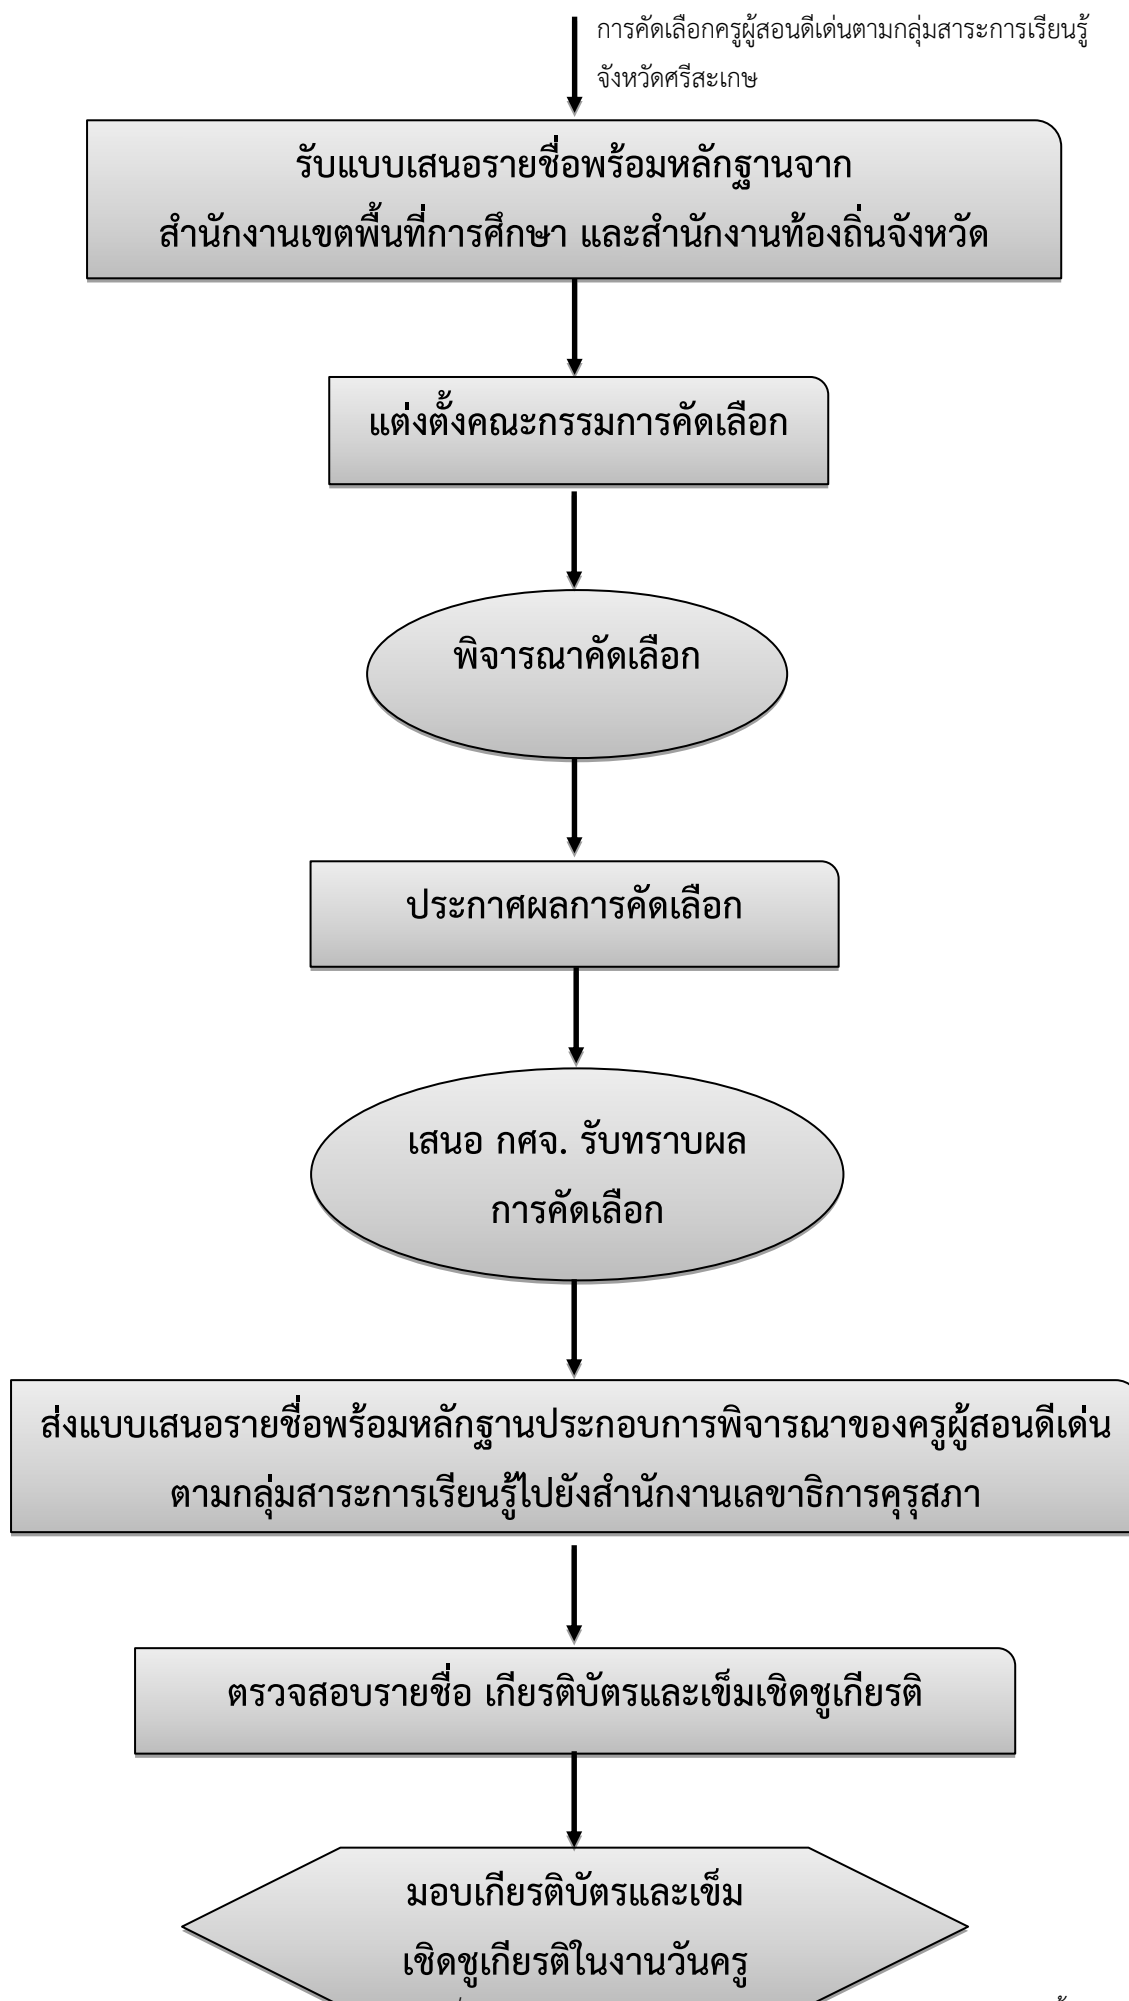 การคัดเลือกครูผู้สอนดีเด่นตามกลุ่มสาระการเรียนรู้
จังหวัดศรีสะเกษ
รับแบบเสนอรายชื่อพร้อมหลักฐานจาก
สำนักงานเขตพื้นที่การศึกษา และสำนักงานท้องถิ่นจังหวัด
แต่งตั้งคณะกรรมการคัดเลือก
พิจารณาคัดเลือก
ประกาศผลการคัดเลือก
เสนอ กศจ. รับทราบผล
การคัดเลือก
ส่งแบบเสนอรายชื่อพร้อมหลักฐานประกอบการพิจารณาของครูผู้สอนดีเด่น
ตามกลุ่มสาระการเรียนรู้ไปยังสำนักงานเลขาธิการคุรุสภา
ตรวจสอบรายชื่อ เกียรติบัตรและเข็มเชิดชูเกียรติ
มอบเกียรติบัตรและเข็ม
เชิดชูเกียรติในงานวันครู